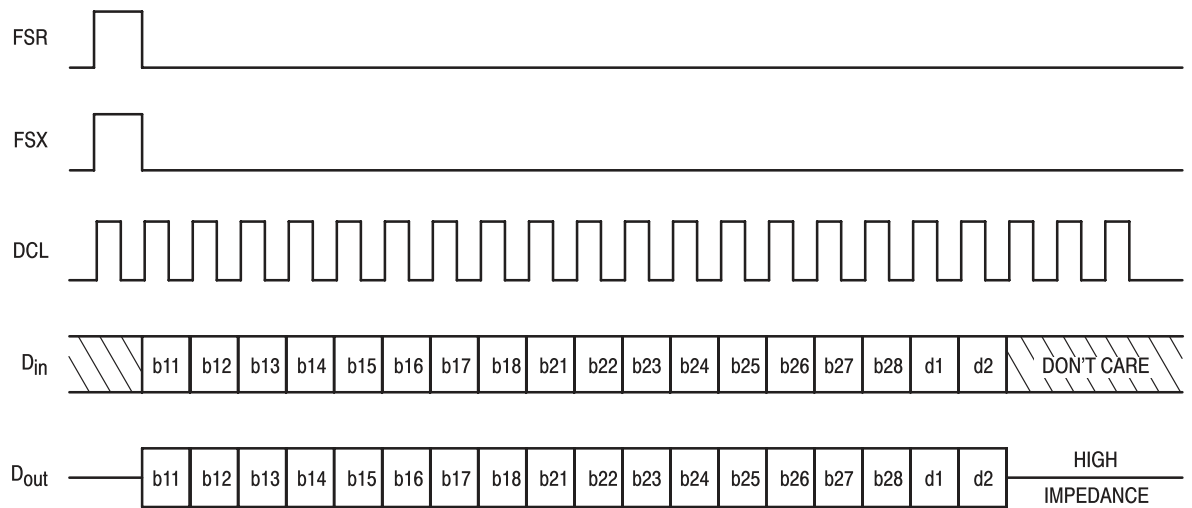 FSR
FSX
DCL
Din b11 b12 b13 b14 b15 b16 b17 b18 b21 b22 b23 b24 b25 b26 b27 b28 d1 d2 DON'T CARE
Dout b11 b12 b13 b14 b15 b16 b17 b18 b21 b22 b23 b24 b25 b26 b27 b28 d1 d2 HIGH
IMPEDANCE